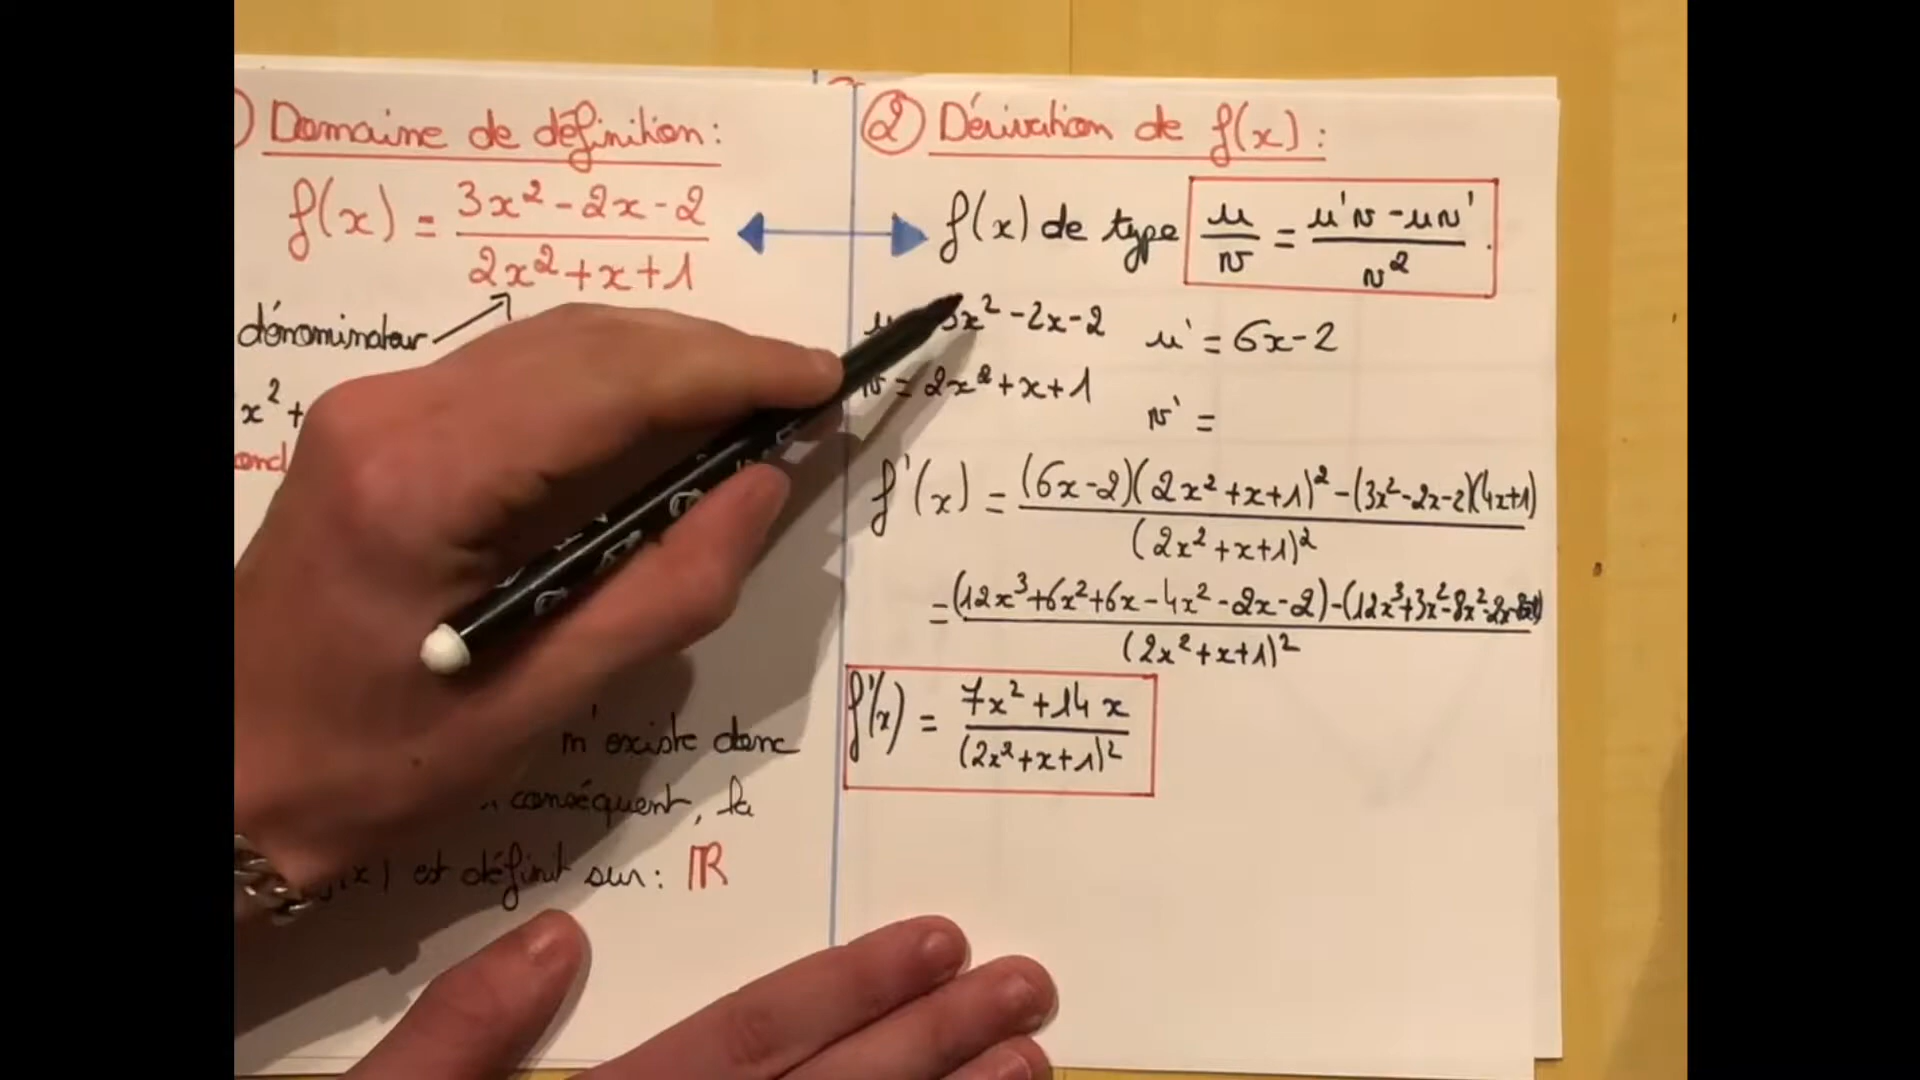 ) Domaine de définition :
f(x) = (3x² - 2x - 2) / (2x² + x + 1)
dénominateur
x² +
ond
n'existe donc
conséquent, la
(x) est définit sur : ℝ
② Dérivation de f(x) :
f(x) de type u/v = (u'v - uv') / v² .
u 3x² - 2x - 2 u' = 6x - 2
v = 2x² + x + 1
v' =
f'(x) = ((6x-2)(2x²+x+1)² - (3x²-2x-2)(4x+1)) / (2x²+x+1)²
= ((12x³+6x²+6x-4x²-2x-2) - (12x³+3x²-8x²-2x / (2x²+x+1)²
f'(x) = (7x² + 14x) / (2x²+x+1)²